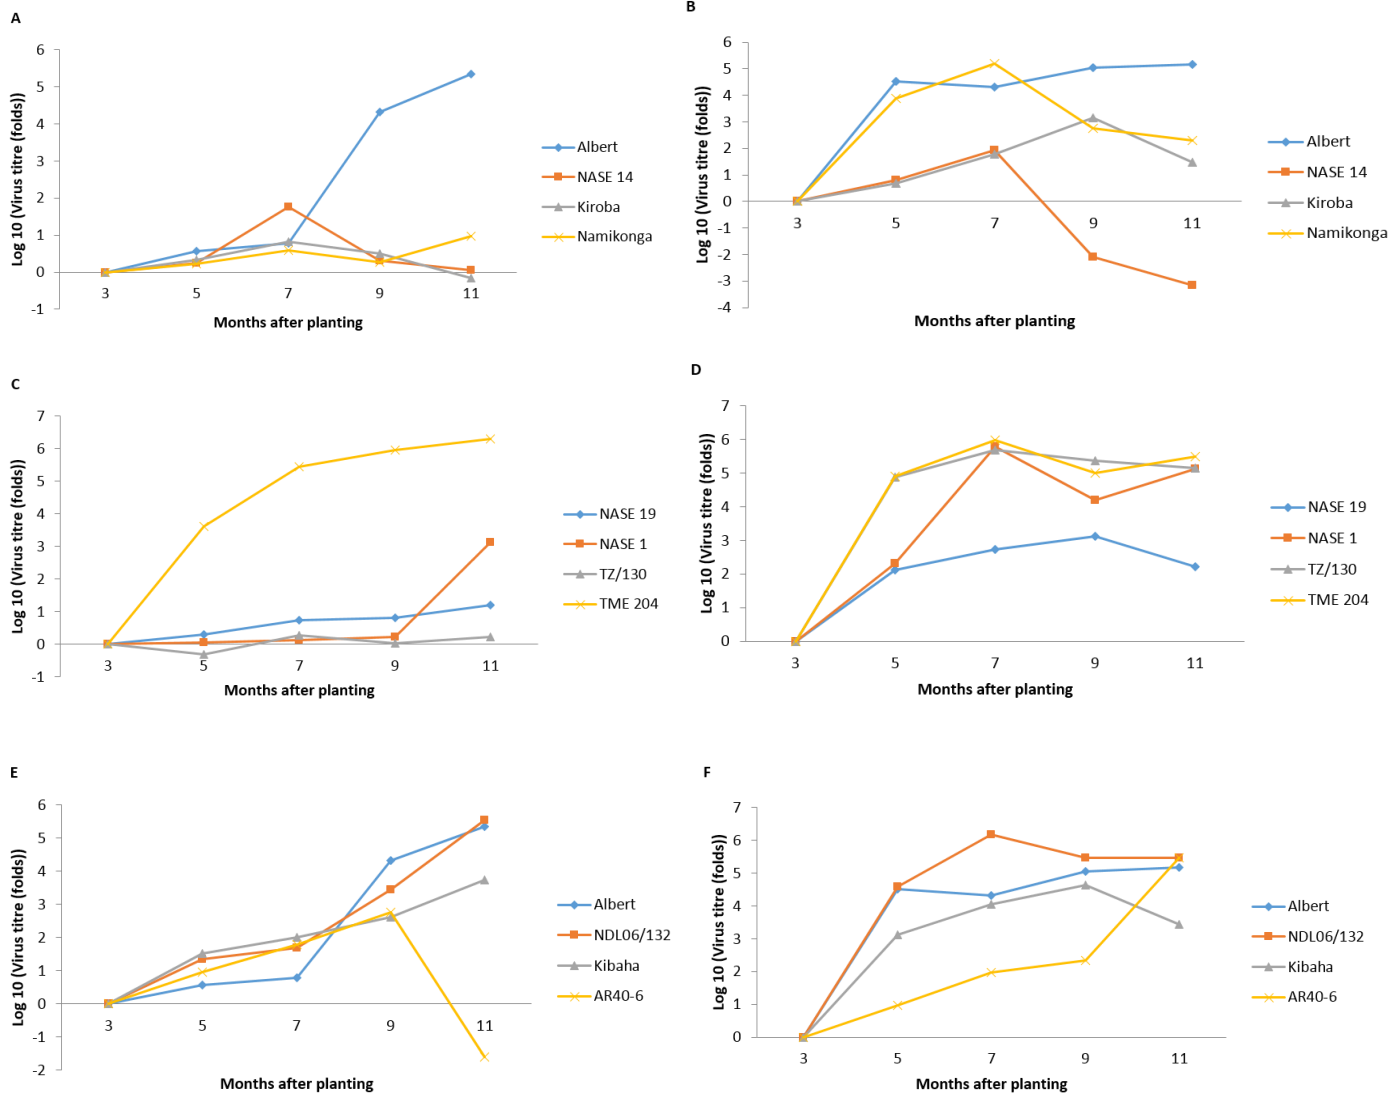 A
Log 10 (Virus titre (folds))
6
5
4
3
2
1
0
-1
3 5 7 9 11
Months after planting
Albert
NASE 14
Kiroba
Namikonga
B
Log 10 (Virus titre (folds))
6
5
4
3
2
1
0
-1
-2
-3
-4
3 5 7 9 11
Months after planting
Albert
NASE 14
Kiroba
Namikonga
C
Log 10 (Virus titre (folds))
7
6
5
4
3
2
1
0
-1
3 5 7 9 11
Months after planting
NASE 19
NASE 1
TZ/130
TME 204
D
Log 10 (Virus titre (folds))
7
6
5
4
3
2
1
0
3 5 7 9 11
Months after planting
NASE 19
NASE 1
TZ/130
TME 204
E
Log 10 (Virus titre (folds))
6
5
4
3
2
1
0
-1
-2
3 5 7 9 11
Months after planting
Albert
NDL06/132
Kibaha
AR40-6
F
Log 10 (Virus titre (folds))
7
6
5
4
3
2
1
0
3 5 7 9 11
Months after planting
Albert
NDL06/132
Kibaha
AR40-6